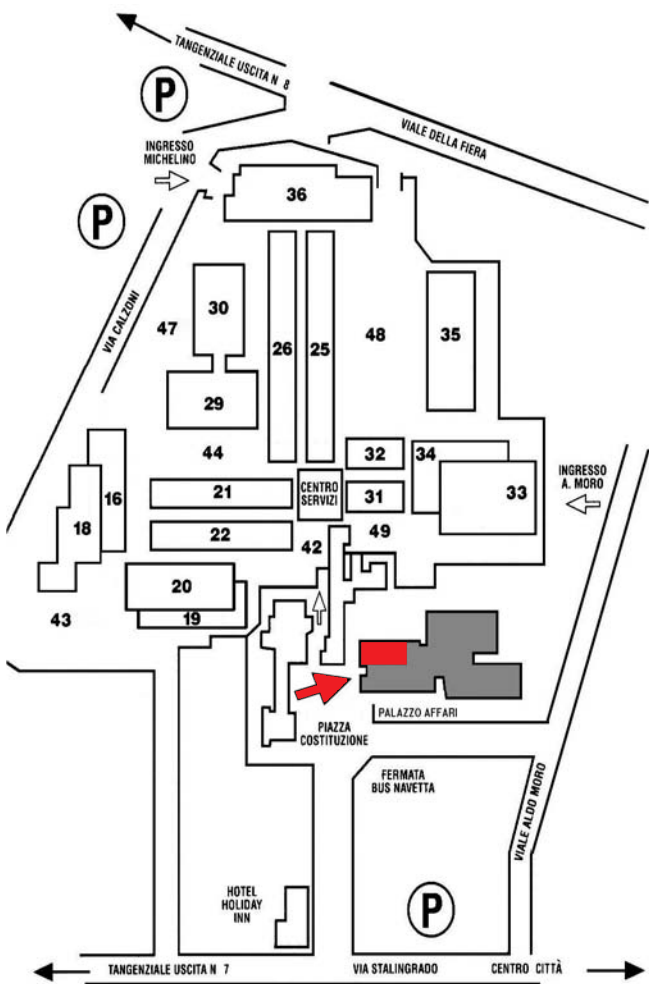 TANGENZIALE USCITA N 8
P
VIALE DELLA FIERA
INGRESSO
MICHELINO
36
P
VIA CALZONI
47
30
26
25
48
35
29
44
32
34
33
INGRESSO
A. MORO
16
18
21
CENTRO
SERVIZI
31
22
42
49
20
19
43
PALAZZO AFFARI
PIAZZA
COSTITUZIONE
FERMATA
BUS NAVETTA
VIALE ALDO MORO
HOTEL
HOLIDAY
INN
P
TANGENZIALE USCITA N 7
VIA STALINGRADO
CENTRO CITTÀ